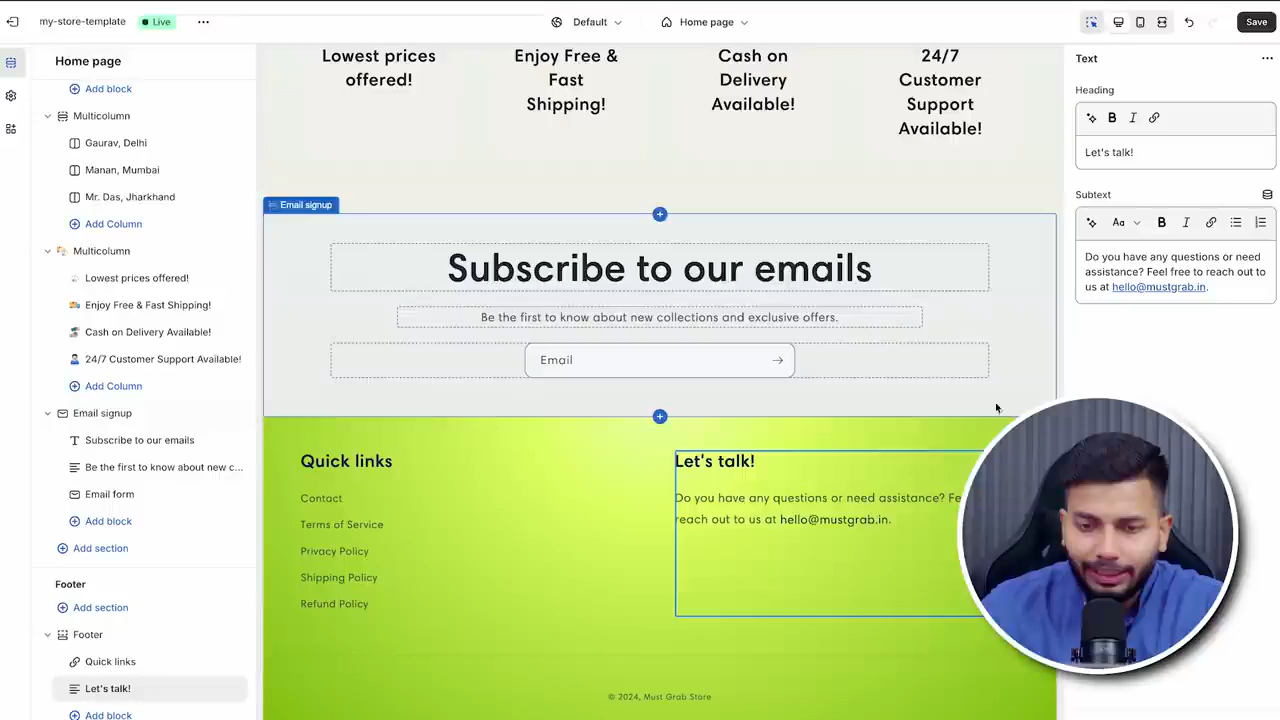 my-store-template
Live
Default
Home page
Save
Home page
Add block
Multicolumn
Gaurav, Delhi
Manan, Mumbai
Mr. Das, Jharkhand
Add Column
Multicolumn
Lowest prices offered!
Enjoy Free & Fast Shipping!
Cash on Delivery Available!
24/7 Customer Support Available!
Add Column
Email signup
Subscribe to our emails
Be the first to know about new c...
Email form
Add block
Add section
Footer
Add section
Footer
Quick links
Let's talk!
Add block
Lowest prices
offered!
Enjoy Free &
Fast
Shipping!
Cash on
Delivery
Available!
24/7
Customer
Support
Available!
Email signup
Subscribe to our emails
Be the first to know about new collections and exclusive offers.
Email
Quick links
Contact
Terms of Service
Privacy Policy
Shipping Policy
Refund Policy
Let's talk!
Do you have any questions or need assistance? Fe
reach out to us at hello@mustgrab.in.
© 2024, Must Grab Store
Text
Heading
B I
Let's talk!
Subtext
Aa B I
Do you have any questions or need
assistance? Feel free to reach out to
us at hello@mustgrab.in.